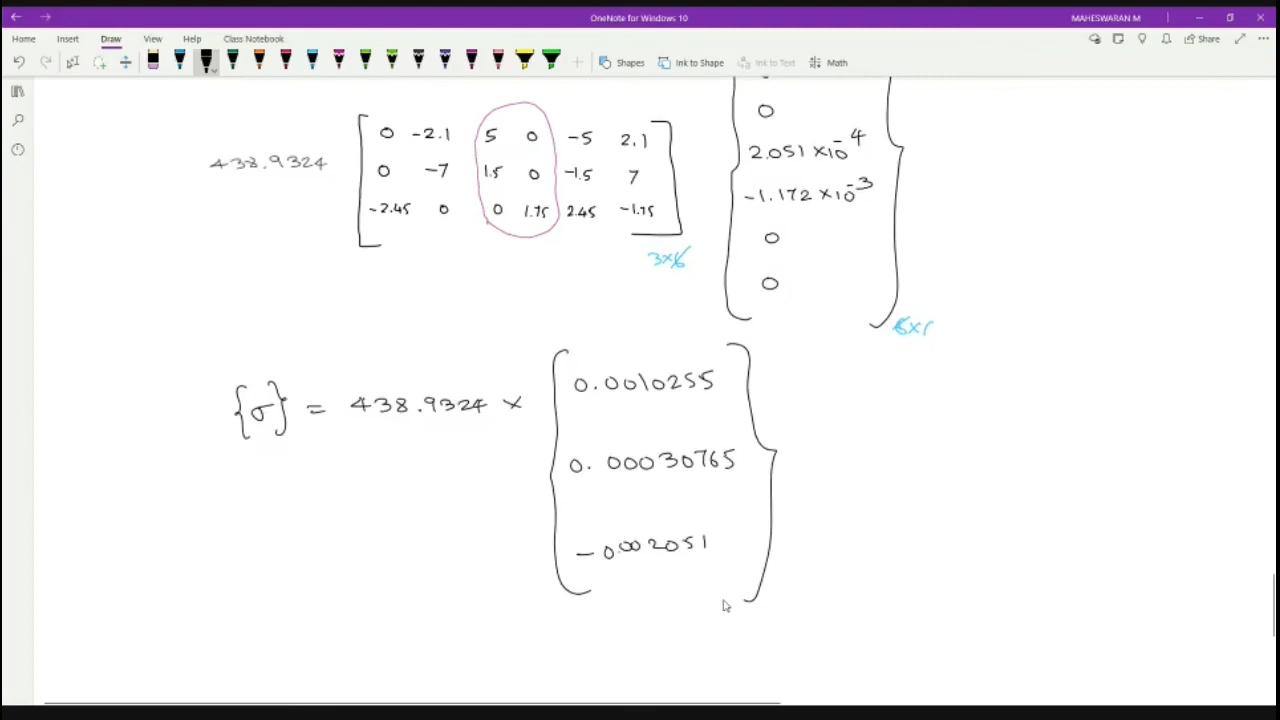 OneNote for Windows 10
MAHESWARAN M
Home Insert Draw View Help Class Notebook
Share
Shapes Ink to Shape Ink to Text Math
438.9324
0 -2.1 5 0 -5 2.1
0 -7 1.5 0 -1.5 7
-2.45 0 0 1.75 2.45 -1.75
3×6
0
2.051 ×10^-4
-1.172 ×10^-3
0
0
6×1
{σ} = 438.9324 ×
0.0010255
0.00030765
-0.002051